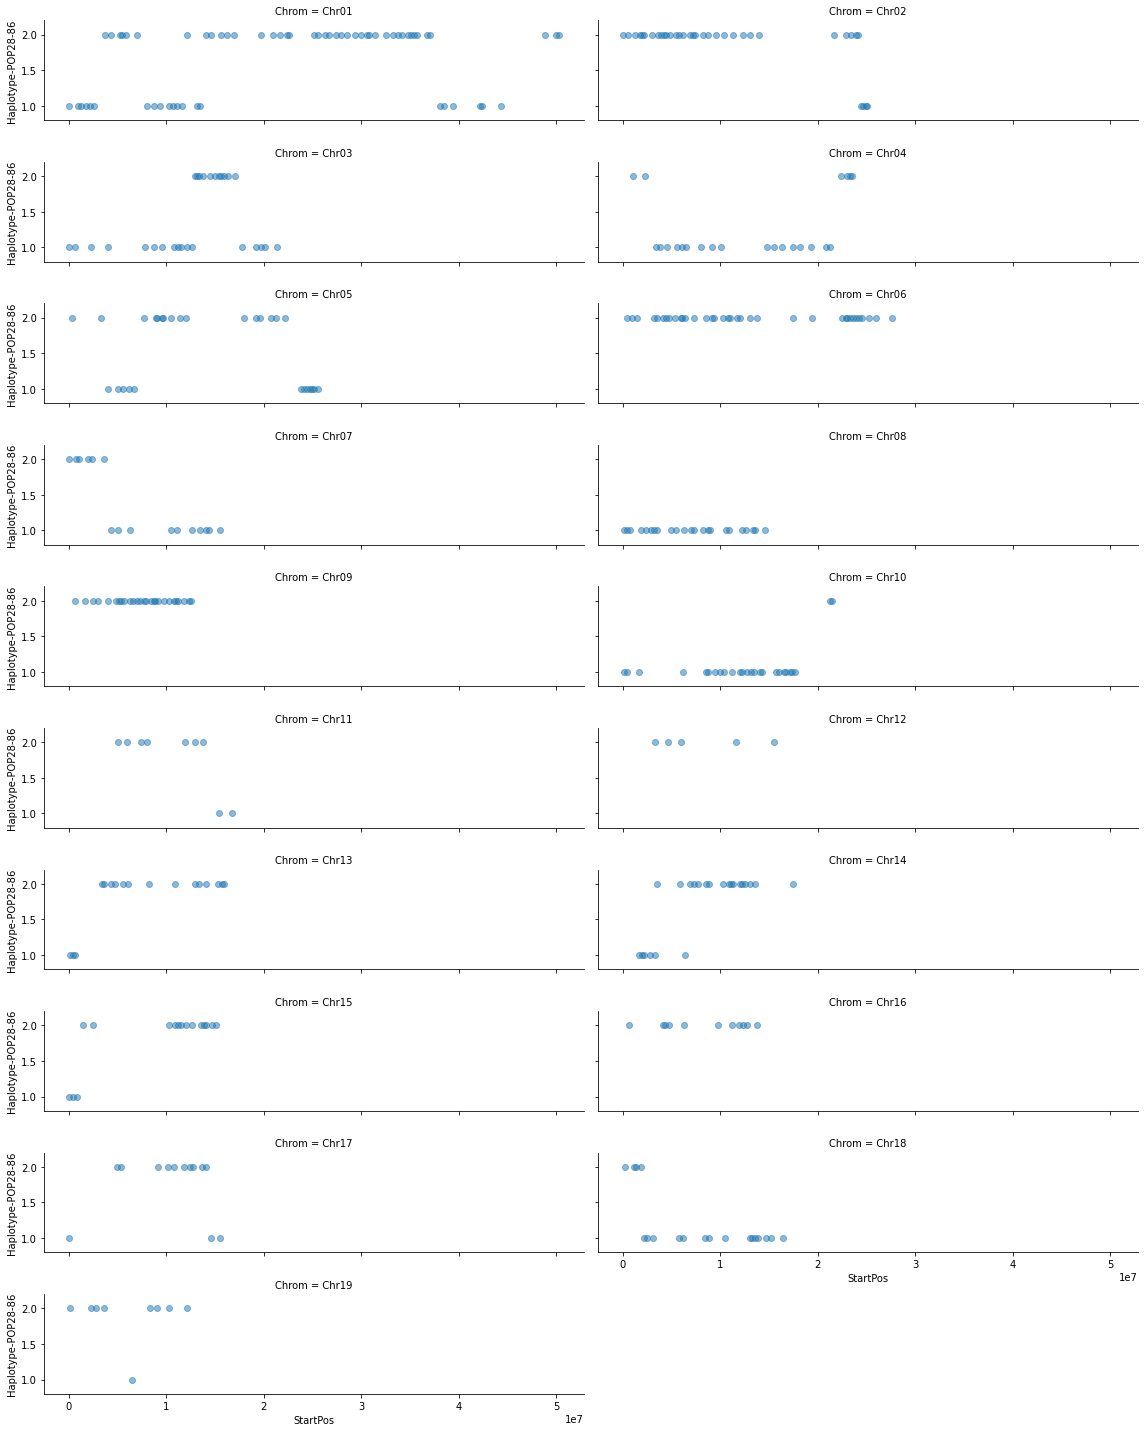 Chrom = Chr01
Chrom = Chr02
Haplotype-POP28-86
2.0
1.5
1.0
Chrom = Chr03
Chrom = Chr04
Haplotype-POP28-86
2.0
1.5
1.0
Chrom = Chr05
Chrom = Chr06
Haplotype-POP28-86
2.0
1.5
1.0
Chrom = Chr07
Chrom = Chr08
Haplotype-POP28-86
2.0
1.5
1.0
Chrom = Chr09
Chrom = Chr10
Haplotype-POP28-86
2.0
1.5
1.0
Chrom = Chr11
Chrom = Chr12
Haplotype-POP28-86
2.0
1.5
1.0
Chrom = Chr13
Chrom = Chr14
Haplotype-POP28-86
2.0
1.5
1.0
Chrom = Chr15
Chrom = Chr16
Haplotype-POP28-86
2.0
1.5
1.0
Chrom = Chr17
Chrom = Chr18
Haplotype-POP28-86
2.0
1.5
1.0
0 1 2 3 4 5
StartPos
1e7
Chrom = Chr19
Haplotype-POP28-86
2.0
1.5
1.0
0 1 2 3 4 5
StartPos
1e7